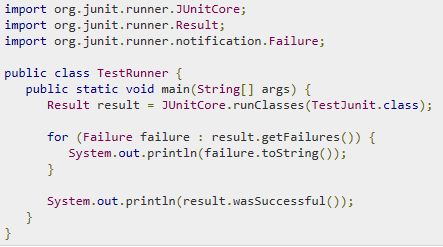 import org.junit.runner.JUnitCore;
import org.junit.runner.Result;
import org.junit.runner.notification.Failure;

public class TestRunner {
   public static void main(String[] args) {
      Result result = JUnitCore.runClasses(TestJunit.class);

      for (Failure failure : result.getFailures()) {
         System.out.println(failure.toString());
      }

      System.out.println(result.wasSuccessful());
   }
}